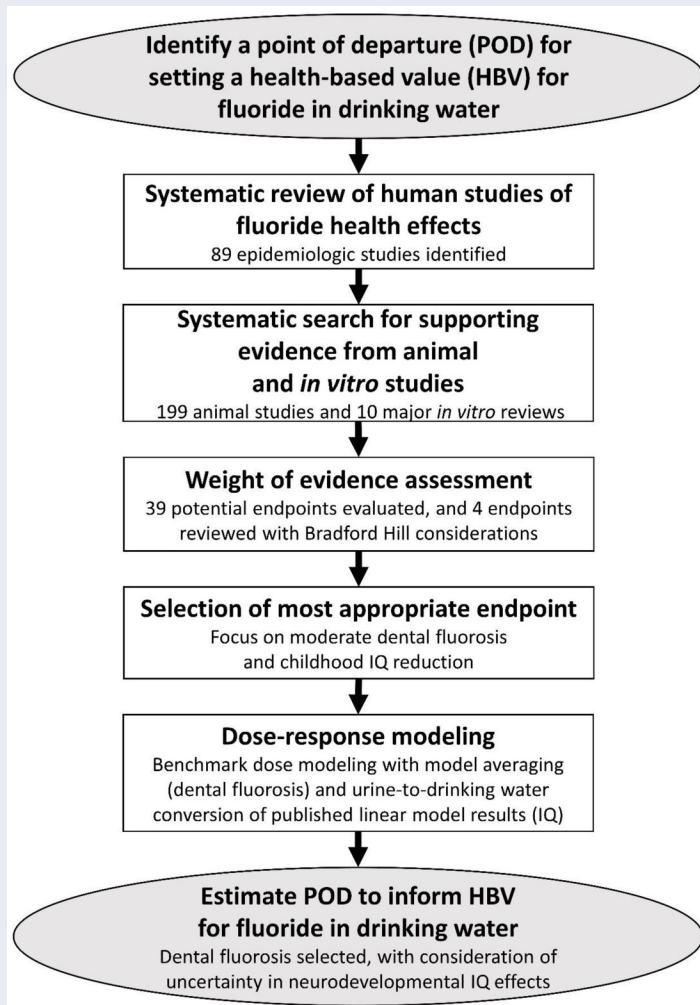 Identify a point of departure (POD) for
setting a health-based value (HBV) for
fluoride in drinking water
Systematic review of human studies of
fluoride health effects
89 epidemiologic studies identified
Systematic search for supporting
evidence from animal
and in vitro studies
199 animal studies and 10 major in vitro reviews
Weight of evidence assessment
39 potential endpoints evaluated, and 4 endpoints
reviewed with Bradford Hill considerations
Selection of most appropriate endpoint
Focus on moderate dental fluorosis
and childhood IQ reduction
Dose-response modeling
Benchmark dose modeling with model averaging
(dental fluorosis) and urine-to-drinking water
conversion of published linear model results (IQ)
Estimate POD to inform HBV
for fluoride in drinking water
Dental fluorosis selected, with consideration of
uncertainty in neurodevelopmental IQ effects